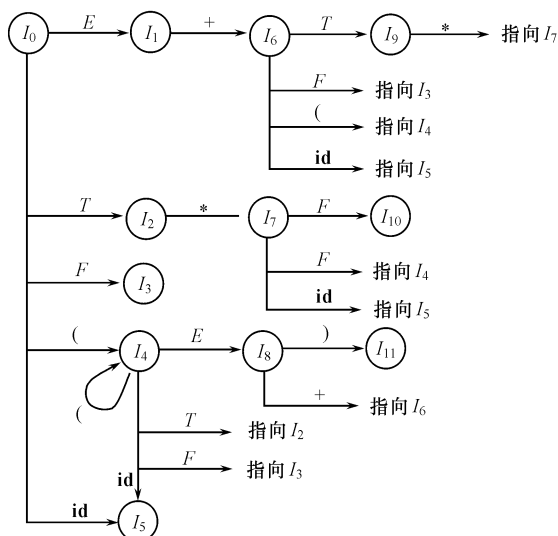 I0 E I1 + I6 T I9 * 指向 I7
F 指向 I3
( 指向 I4
id 指向 I5
T I2 * I7 F I10
F 指向 I4
F I3
id 指向 I5
( I4 E I8 ) I11
( + 指向 I6
T 指向 I2
F 指向 I3
id
id I5